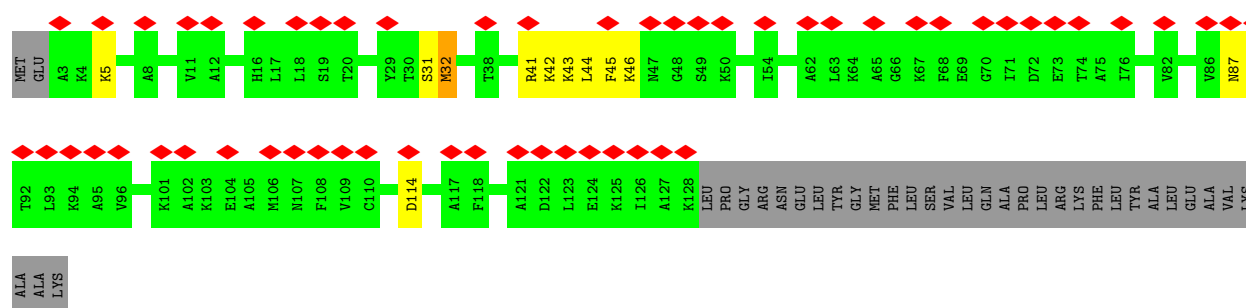 MET GLU A3 K4 K5 A8 V11 A12 H16 L17 L18 S19 T20 Y29 T30 S31 M32 T38 R41 K42 K43 L44 F45 K46 N47 G48 S49 K50 I54 A62 L63 K64 A65 G66 K67 F68 E69 G70 I71 D72 E73 T74 A75 I76 V82 V86 N87
T92 L93 K94 A95 V96 K101 A102 K103 E104 A105 M106 N107 F108 V109 C110 D114 A117 F118 A121 D122 L123 E124 K125 I126 A127 K128 LEU PRO GLY ARG ASN GLU LEU TYR GLY MET PHE LEU SER VAL LEU GLN ALA PRO LEU ARG LYS PHE LEU TYR ALA LEU GLU ALA VAL LYS
ALA ALA LYS